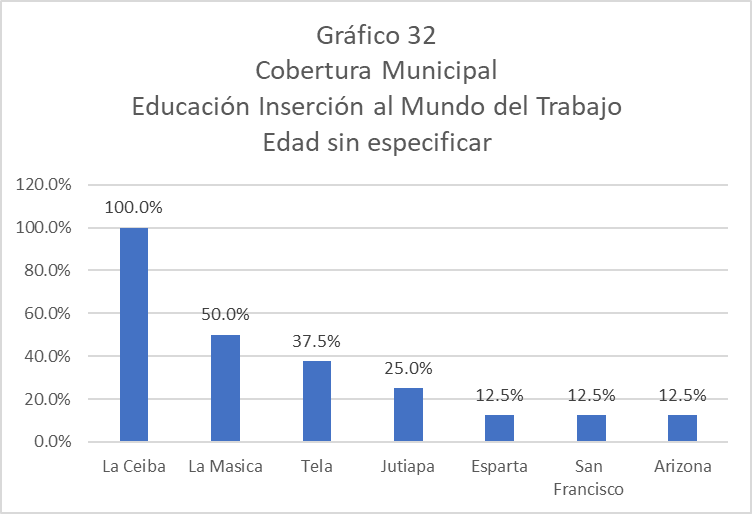 Gráfico 32
Cobertura Municipal
Educación Inserción al Mundo del Trabajo
Edad sin especificar
120.0%
100.0%
80.0%
60.0%
40.0%
20.0%
0.0%
100.0%
50.0%
37.5%
25.0%
12.5%
12.5%
12.5%
La Ceiba
La Masica
Tela
Jutiapa
Esparta
San
Francisco
Arizona